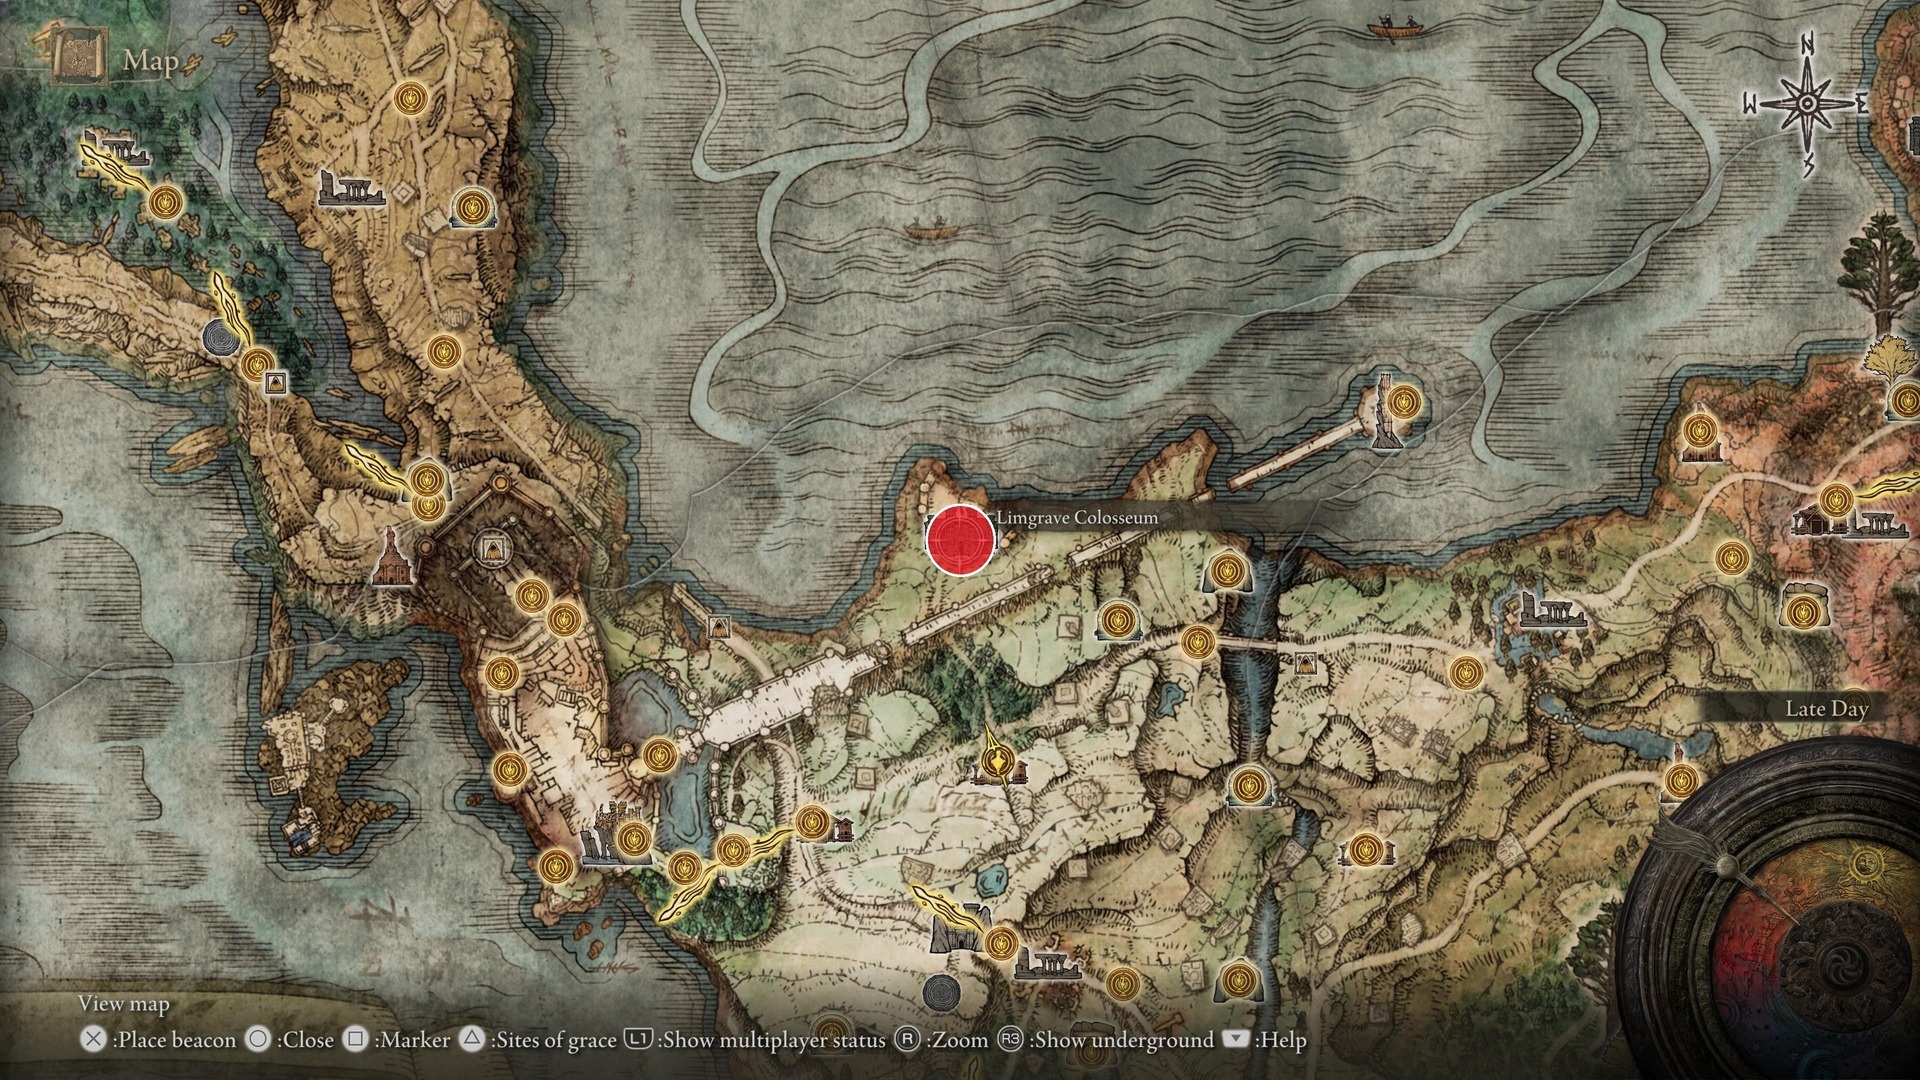 Map
N
W
E
S
Limgrave Colosseum
Late Day
View map
:Place beacon :Close :Marker :Sites of grace L1 :Show multiplayer status R :Zoom R3 :Show underground :Help